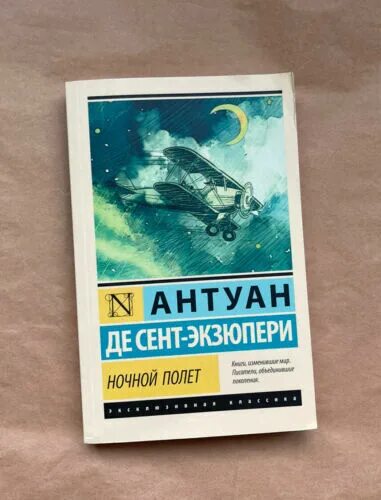 N АНТУАН
ДЕ СЕНТ-ЭКЗЮПЕРИ
НОЧНОЙ ПОЛЕТ
Книги, изменившие мир.
Писатели, объединившие
поколения.
эксклюзивная классика